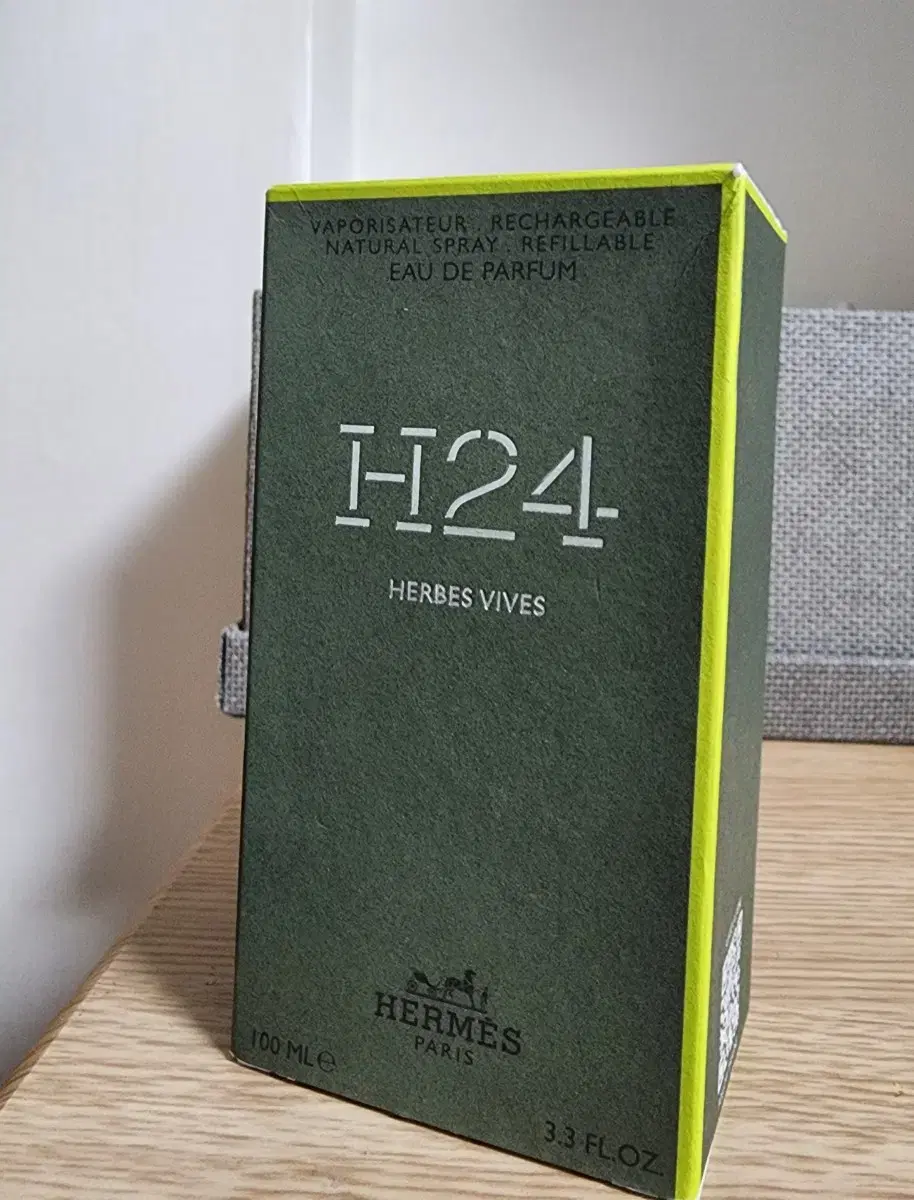 VAPORISATEUR . RECHARGEABLE
NATURAL SPRAY . REFILLABLE
EAU DE PARFUM
H24
HERBES VIVES
HERMÈS
PARIS
100 ML℮
3.3 FL.OZ.